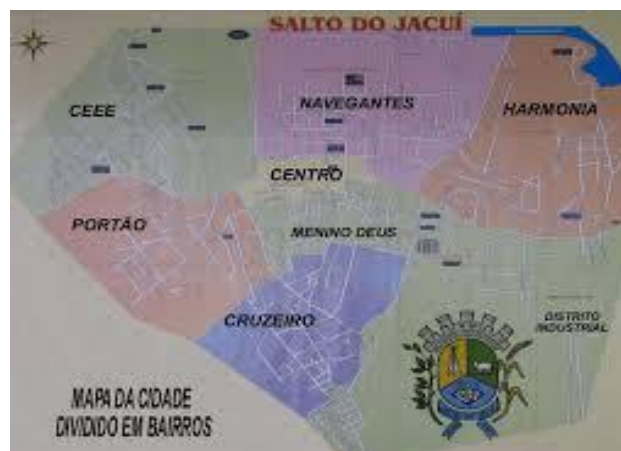 SALTO DO JACUÍ
CEEE
NAVEGANTES
HARMONIA
CENTRO
PORTÃO
MENINO DEUS
CRUZEIRO
DISTRITO
INDUSTRIAL
MAPA DA CIDADE
DIVIDIDO EM BAIRROS